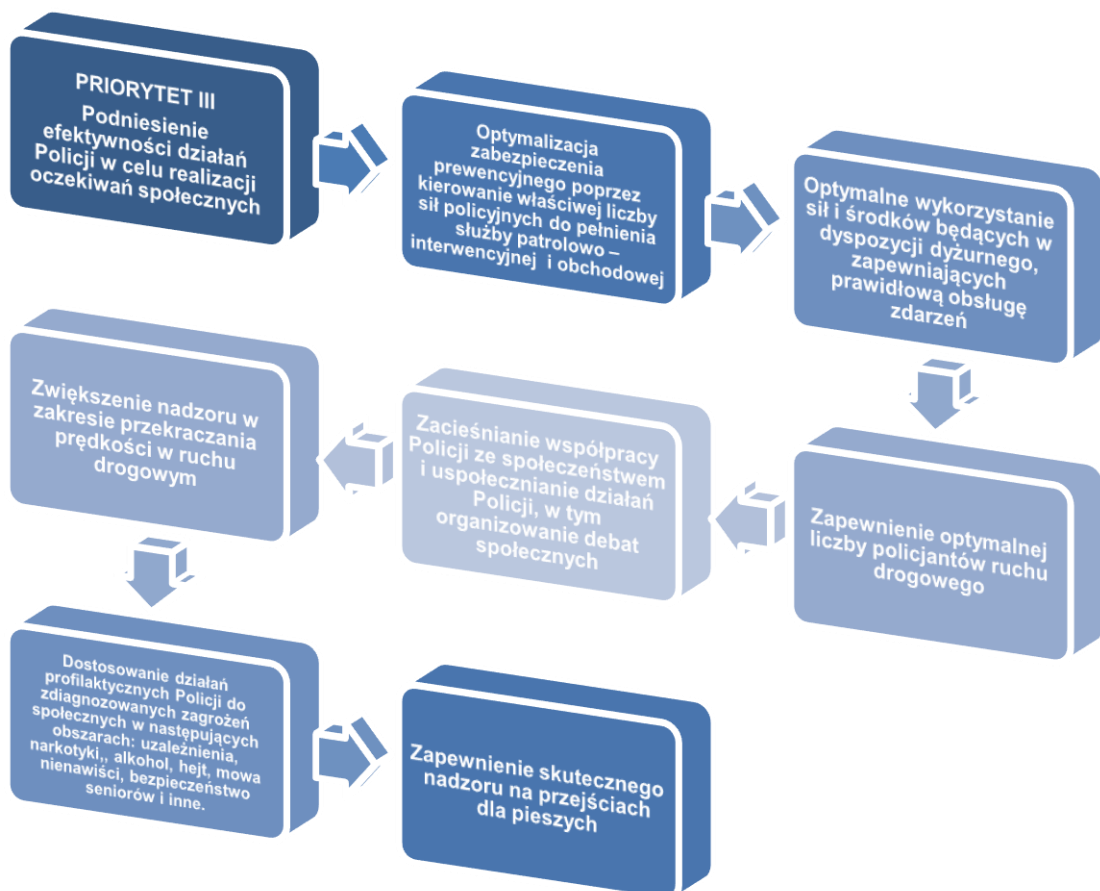 PRIORYTET III
Podniesienie
efektywności działań
Policji w celu realizacji
oczekiwań społecznych
Optymalizacja
zabezpieczenia
prewencyjnego poprzez
kierowanie właściwej liczby
sił policyjnych do pełnienia
służby patrolowo –
interwencyjnej i obchodowej
Optymalne wykorzystanie
sił i środków będących w
dyspozycji dyżurnego,
zapewniających
prawidłową obsługę
zdarzeń
Zapewnienie optymalnej
liczby policjantów ruchu
drogowego
Zacieśnianie współpracy
Policji ze społeczeństwem
i uspołecznianie działań
Policji, w tym
organizowanie debat
społecznych
Zwiększenie nadzoru w
zakresie przekraczania
prędkości w ruchu
drogowym
Dostosowanie działań
profilaktycznych Policji do
zdiagnozowanych zagrożeń
społecznych w następujących
obszarach: uzależnienia,
narkotyki,, alkohol, hejt, mowa
nienawiści, bezpieczeństwo
seniorów i inne.
Zapewnienie skutecznego
nadzoru na przejściach
dla pieszych